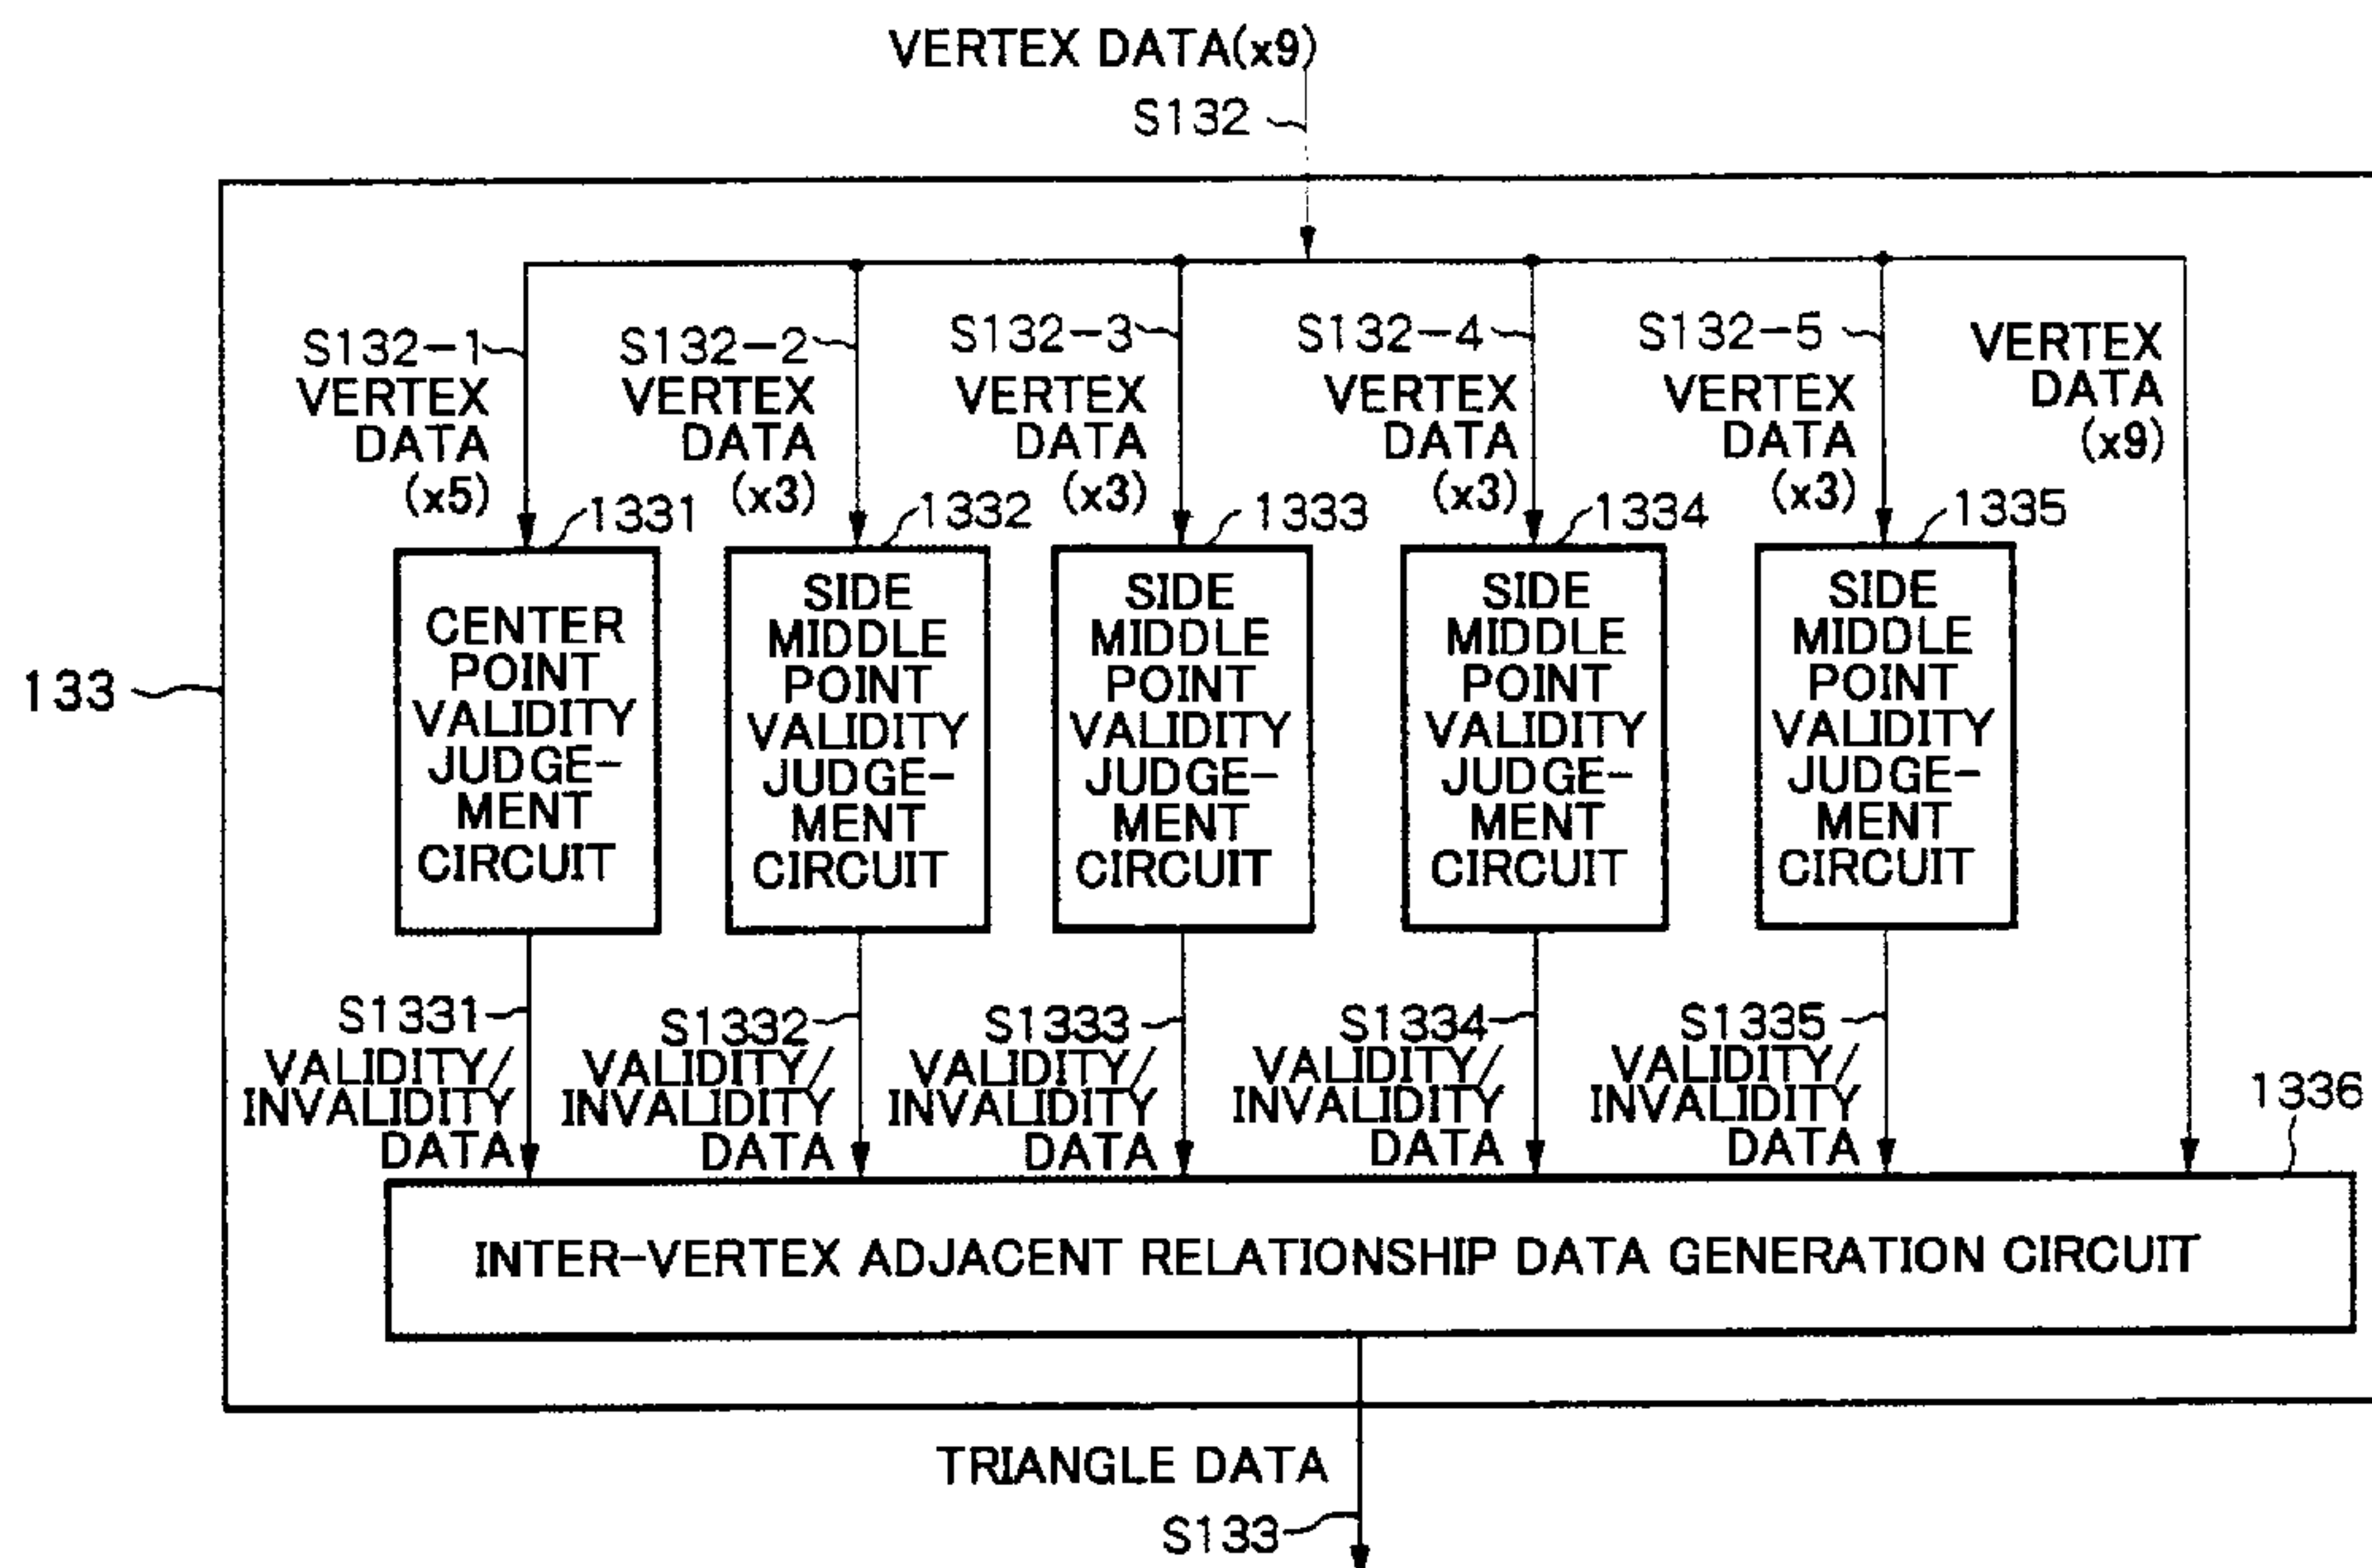 VERTEX DATA(x9)
S132
S132-1
VERTEX
DATA
(x5)
S132-2
VERTEX
DATA
(x3)
S132-3
VERTEX
DATA
(x3)
S132-4
VERTEX
DATA
(x3)
S132-5
VERTEX
DATA
(x3)
VERTEX
DATA
(x9)
1331
CENTER
POINT
VALIDITY
JUDGE-
MENT
CIRCUIT
1332
SIDE
MIDDLE
POINT
VALIDITY
JUDGE-
MENT
CIRCUIT
1333
SIDE
MIDDLE
POINT
VALIDITY
JUDGE-
MENT
CIRCUIT
1334
SIDE
MIDDLE
POINT
VALIDITY
JUDGE-
MENT
CIRCUIT
1335
SIDE
MIDDLE
POINT
VALIDITY
JUDGE-
MENT
CIRCUIT
133
S1331
VALIDITY/
INVALIDITY
DATA
S1332
VALIDITY/
INVALIDITY
DATA
S1333
VALIDITY/
INVALIDITY
DATA
S1334
VALIDITY/
INVALIDITY
DATA
S1335
VALIDITY/
INVALIDITY
DATA
1336
INTER-VERTEX ADJACENT RELATIONSHIP DATA GENERATION CIRCUIT
TRIANGLE DATA
S133